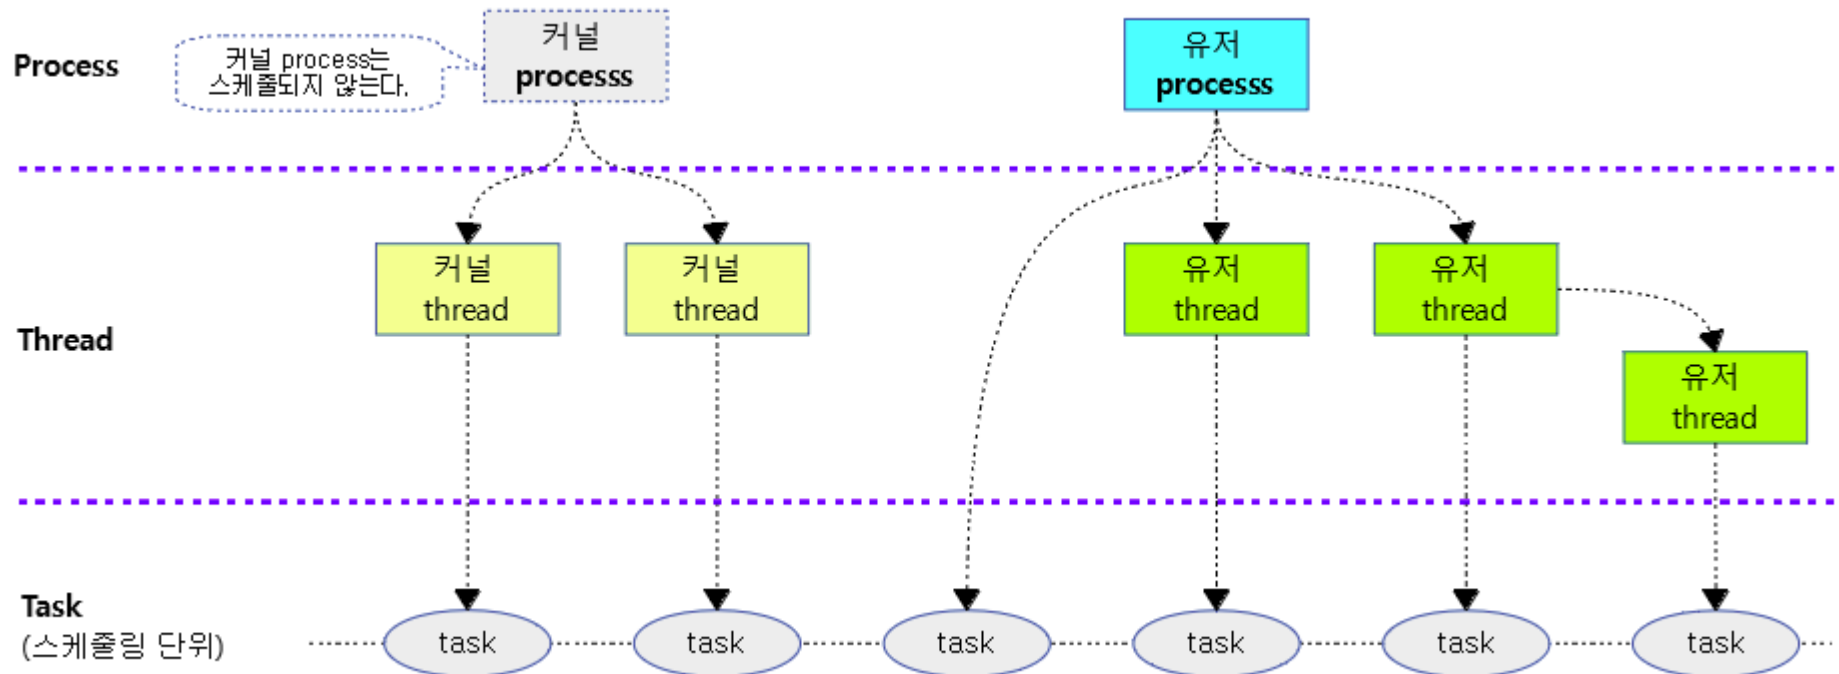 Process
커널 process는
스케줄되지 않는다.
커널
processs
유저
processs
Thread
커널
thread
커널
thread
유저
thread
유저
thread
유저
thread
Task
(스케줄링 단위)
task
task
task
task
task
task